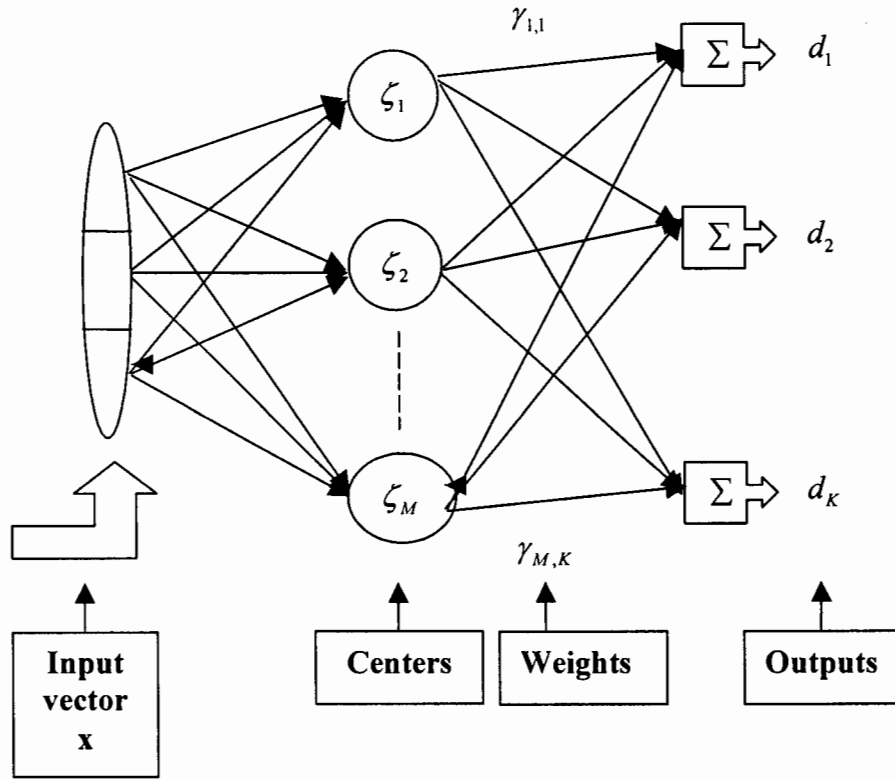 γ1,1
ζ1
Σ
d1
ζ2
Σ
d2
ζM
Σ
dK
γM,K
Input
vector
x
Centers
Weights
Outputs